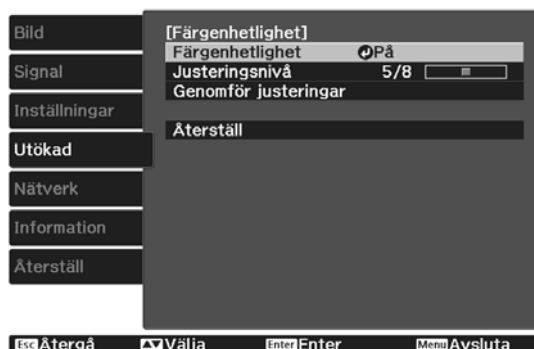 Bild
Signal
Inställningar
Utökad
Nätverk
Information
Återställ
[Färgenhetlighet]
Färgenhetlighet På
Justeringsnivå 5/8
Genomför justeringar
Återställ
Esc Återgå Välja Enter Enter Menu Avsluta